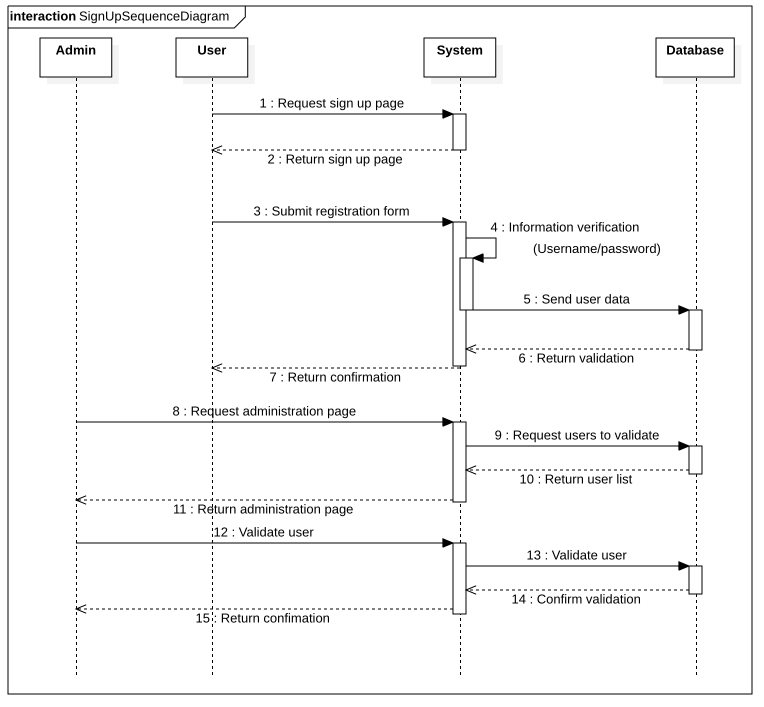 interaction SignUpSequenceDiagram
Admin
User
System
Database
1 : Request sign up page
2 : Return sign up page
3 : Submit registration form
4 : Information verification
(Username/password)
5 : Send user data
6 : Return validation
7 : Return confirmation
8 : Request administration page
9 : Request users to validate
10 : Return user list
11 : Return administration page
12 : Validate user
13 : Validate user
14 : Confirm validation
15 : Return confimation